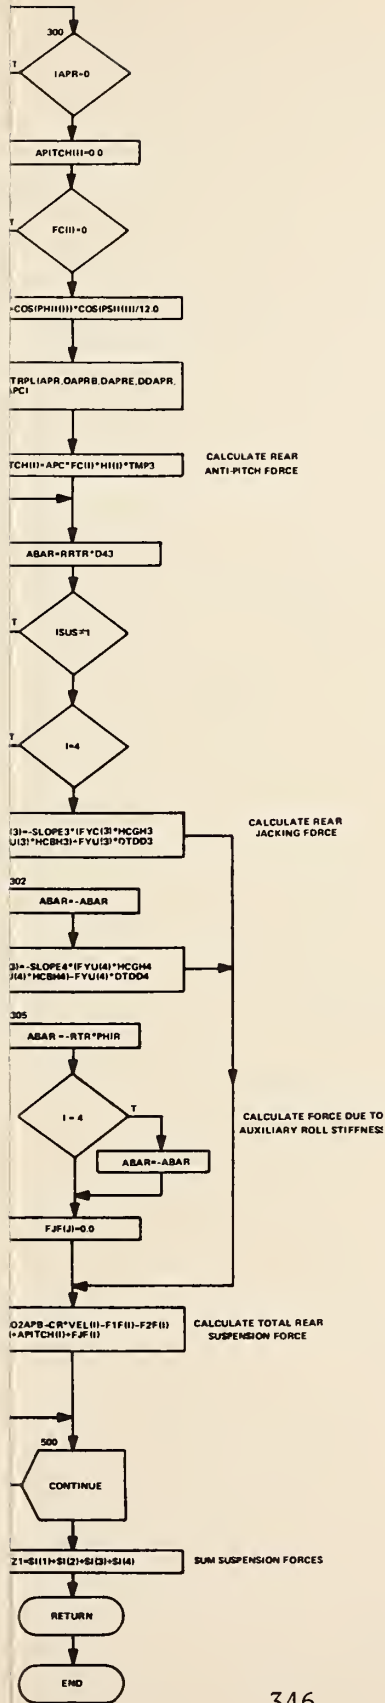 300
T
IAPR=0
APITCH(I)=0.0
T
FC(I)=0
=COS(PHI(I))*COS(PSI(I))/12.0
TRPL(APR,OAPRB,DAPRE,DDAPR,
APC)
TCH(I)=APC*FC(I)*HI(I)*TMP3
CALCULATE REAR
ANTI-PITCH FORCE
ABAR=RRTR*D43
T
ISUS≠1
T
I=4
(3)=-SLOPE3*(FYC(3)*HCGH3
U(3)*HCBH3)+FYU(3)*DTDD3
CALCULATE REAR
JACKING FORCE
302
ABAR=-ABAR
3)=-SLOPE4*(FYU(4)*HCGH4
U(4)*HCBH4)-FYU(4)*DTDD4
305
ABAR=-RTR*PHIR
I = 4
T
ABAR=-ABAR
CALCULATE FORCE DUE TO
AUXILIARY ROLL STIFFNESS
FJF(J)=0.0
O2APB-CR*VEL(I)-F1F(I)-F2F(I)
+APITCH(I)+FJF(I)
CALCULATE TOTAL REAR
SUSPENSION FORCE
500
CONTINUE
Z1=SI(1)+SI(2)+SI(3)+SI(4)
SUM SUSPENSION FORCES
RETURN
END
346